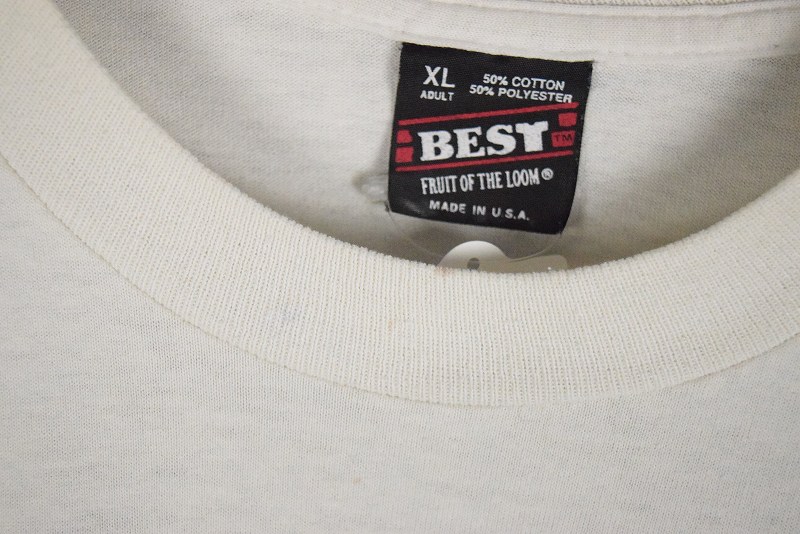 XL
ADULT
50% COTTON
50% POLYESTER
BEST™
FRUIT OF THE LOOM®
MADE IN U.S.A.